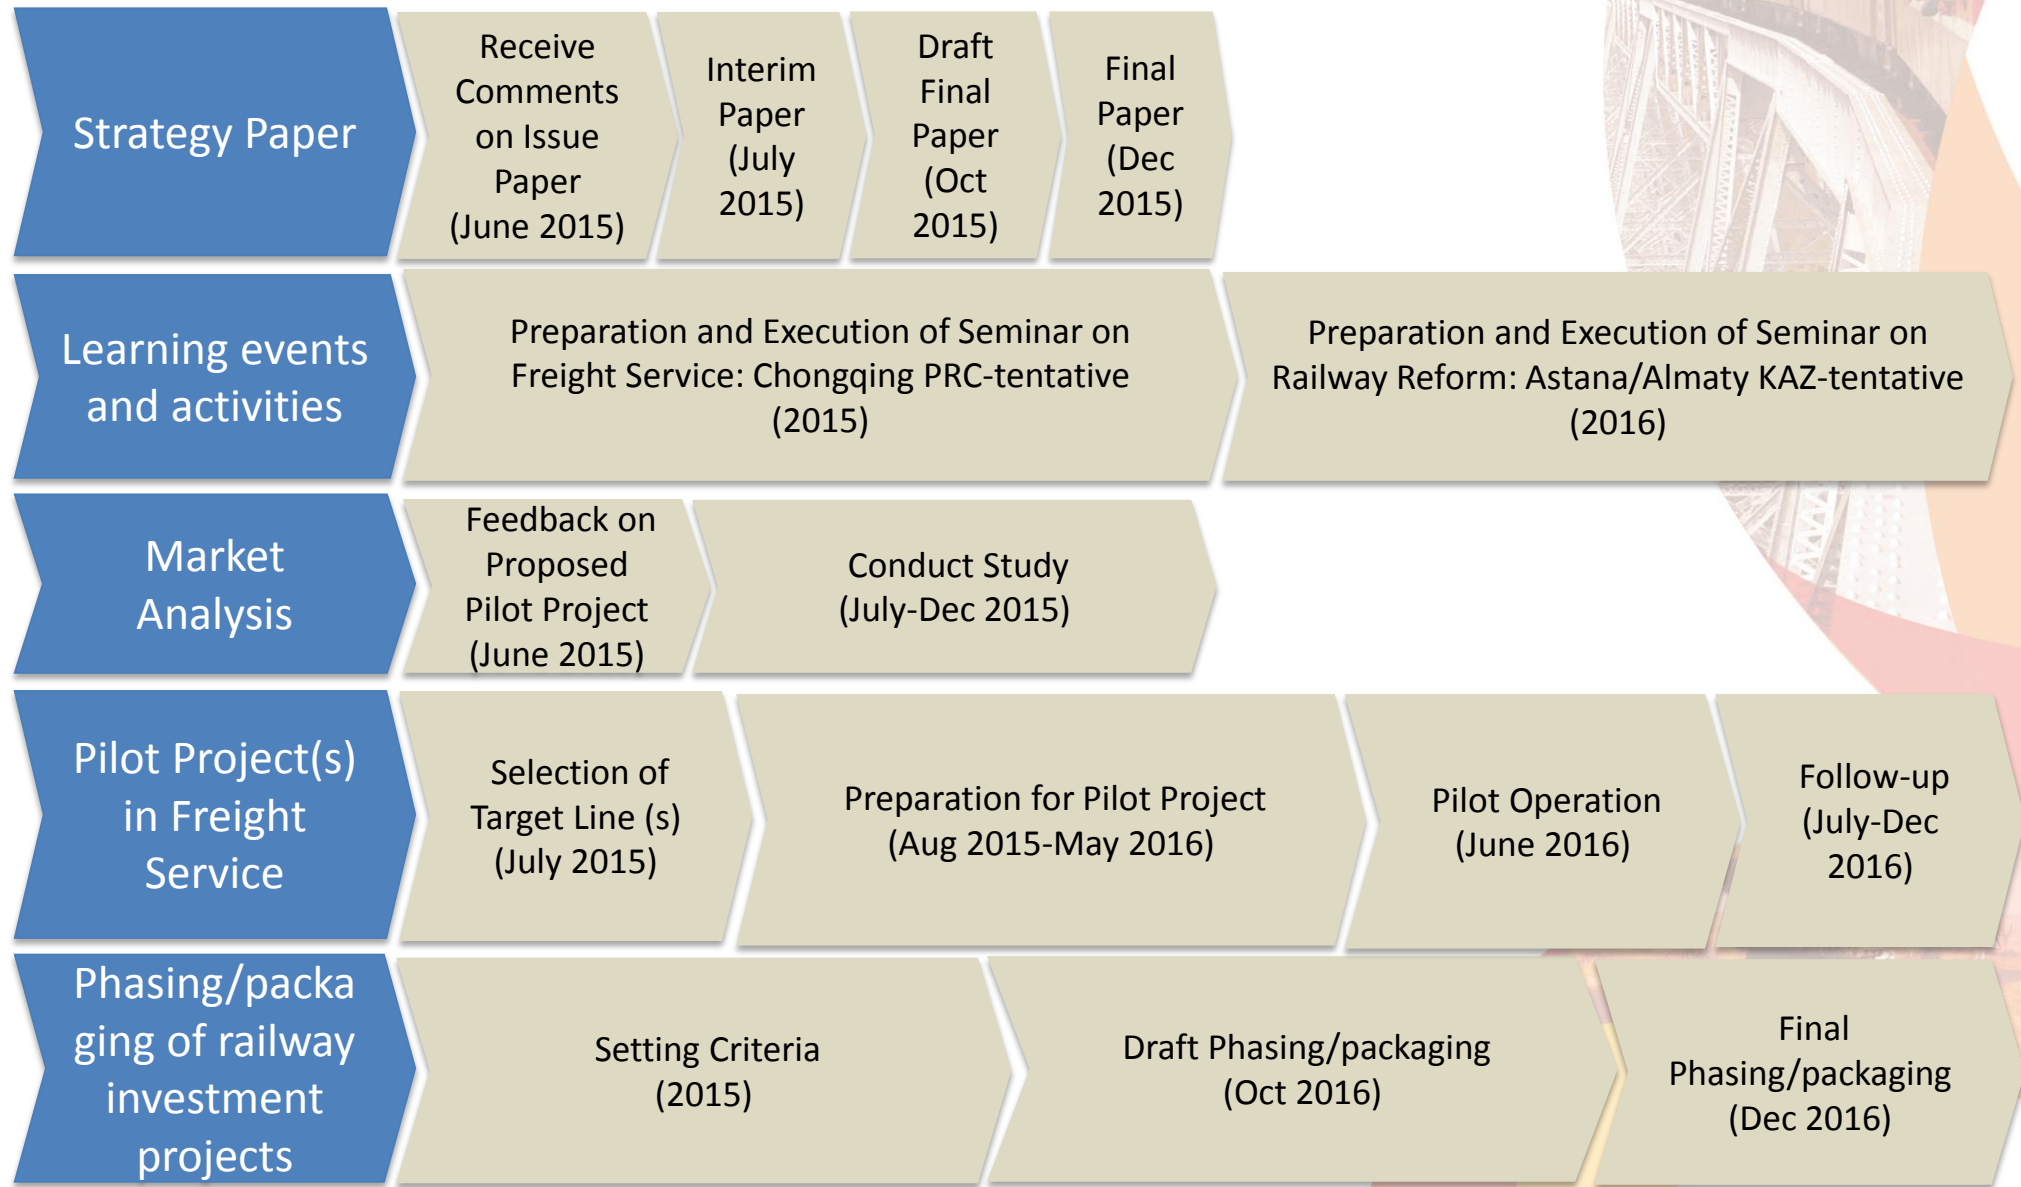 Strategy Paper
Receive
Comments
on Issue
Paper
(June 2015)
Interim
Paper
(July
2015)
Draft
Final
Paper
(Oct
2015)
Final
Paper
(Dec
2015)
Learning events
and activities
Preparation and Execution of Seminar on
Freight Service: Chongqing PRC-tentative
(2015)
Preparation and Execution of Seminar on
Railway Reform: Astana/Almaty KAZ-tentative
(2016)
Market
Analysis
Feedback on
Proposed
Pilot Project
(June 2015)
Conduct Study
(July-Dec 2015)
Pilot Project(s)
in Freight
Service
Selection of
Target Line (s)
(July 2015)
Preparation for Pilot Project
(Aug 2015-May 2016)
Pilot Operation
(June 2016)
Follow-up
(July-Dec
2016)
Phasing/packa
ging of railway
investment
projects
Setting Criteria
(2015)
Draft Phasing/packaging
(Oct 2016)
Final
Phasing/packaging
(Dec 2016)